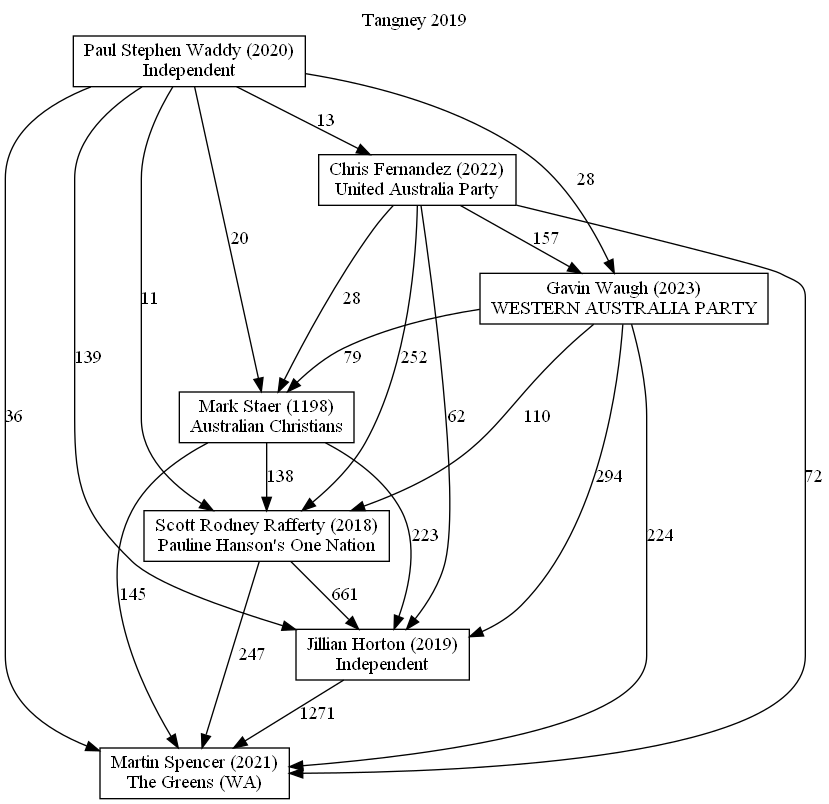 Tangney 2019
Paul Stephen Waddy (2020)
Independent
13
Chris Fernandez (2022)
United Australia Party
28
20
157
Gavin Waugh (2023)
WESTERN AUSTRALIA PARTY
11
28
139
79
252
Mark Staer (1198)
Australian Christians
36
62
110
138
294
72
Scott Rodney Rafferty (2018)
Pauline Hanson's One Nation
223
224
145
661
Jillian Horton (2019)
Independent
247
1271
Martin Spencer (2021)
The Greens (WA)